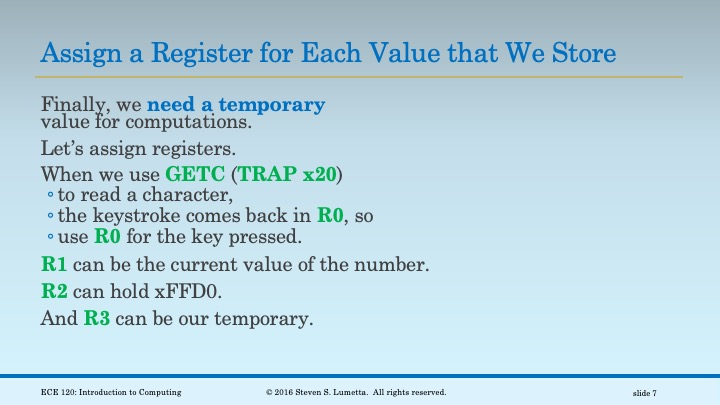 Assign a Register for Each Value that We Store
Finally, we need a temporary
value for computations.
Let’s assign registers.
When we use GETC (TRAP x20)
◦to read a character,
◦the keystroke comes back in R0, so
◦use R0 for the key pressed.
R1 can be the current value of the number.
R2 can hold xFFD0.
And R3 can be our temporary.
ECE 120: Introduction to Computing © 2016 Steven S. Lumetta. All rights reserved. slide 7